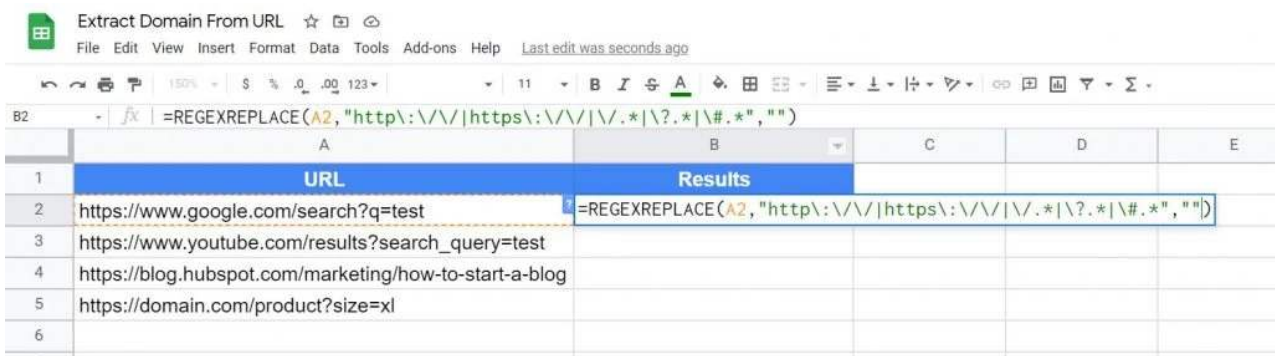 Extract Domain From URL
File Edit View Insert Format Data Tools Add-ons Help Last edit was seconds ago
150% $ % .0 .00 123 11 B I S A
B2 fx =REGEXREPLACE(A2,"http\:\/\/|https\:\/\/|\/.*|\?.*|\#.*","")
A B C D E
1 URL Results
2 https://www.google.com/search?q=test ? =REGEXREPLACE(A2,"http\:\/\/|https\:\/\/|\/.*|\?.*|\#.*","")
3 https://www.youtube.com/results?search_query=test
4 https://blog.hubspot.com/marketing/how-to-start-a-blog
5 https://domain.com/product?size=xl
6